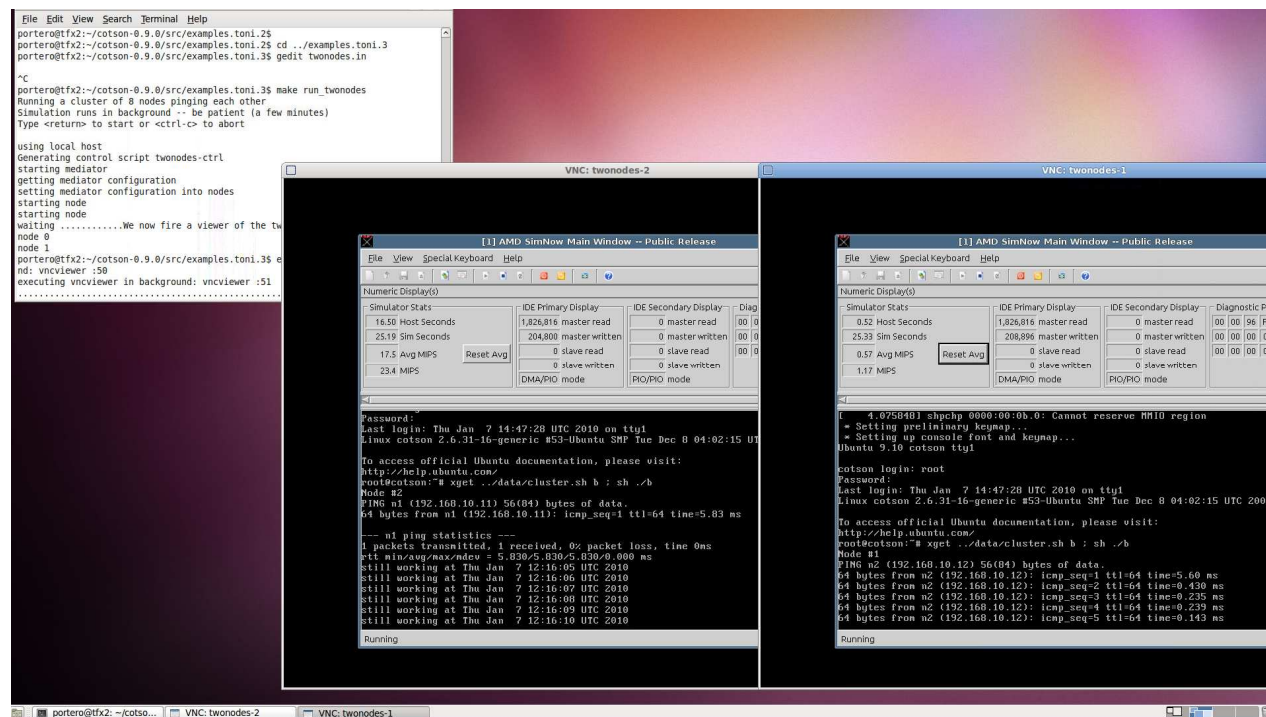 File Edit View Search Terminal Help
portero@tfx2:~/cotson-0.9.0/src/examples.toni.2$
portero@tfx2:~/cotson-0.9.0/src/examples.toni.2$ cd ../examples.toni.3
portero@tfx2:~/cotson-0.9.0/src/examples.toni.3$ gedit twonodes.in
^C
portero@tfx2:~/cotson-0.9.0/src/examples.toni.3$ make run_twonodes
Running a cluster of 8 nodes pinging each other
Simulation runs in background -- be patient (a few minutes)
Type <return> to start or <ctrl-c> to abort
using local host
Generating control script twonodes-ctrl
starting mediator
getting mediator configuration
setting mediator configuration into nodes
starting node
starting node
waiting ............We now fire a viewer of the tw
node 0
node 1
portero@tfx2:~/cotson-0.9.0/src/examples.toni.3$ e
nd: vncviewer :50
executing vncviewer in background: vncviewer :51
VNC: twonodes-2
[1] AMD SimNow Main Window -- Public Release
File View Special Keyboard Help
Numeric Display(s)
Simulator Stats
16.50 Host Seconds
25.19 Sim Seconds
17.5 Avg MIPS Reset Avg
23.4 MIPS
IDE Primary Display
1,826,816 master read
204,800 master written
0 slave read
0 slave written
DMA/PIO mode
IDE Secondary Display
0 master read
0 master written
0 slave read
0 slave written
PIO/PIO mode
Diag
00 0
00 0
00 0
Password:
Last login: Thu Jan 7 14:47:28 UTC 2010 on tty1
Linux cotson 2.6.31-16-generic #53-Ubuntu SMP Tue Dec 8 04:02:15 UT
To access official Ubuntu documentation, please visit:
http://help.ubuntu.com/
root@cotson:~# xget ../data/cluster.sh b ; sh ./b
Node #2
PING n1 (192.168.10.11) 56(84) bytes of data.
64 bytes from n1 (192.168.10.11): icmp_seq=1 ttl=64 time=5.83 ms
--- n1 ping statistics ---
1 packets transmitted, 1 received, 0% packet loss, time 0ms
rtt min/avg/max/mdev = 5.830/5.830/5.830/0.000 ms
still working at Thu Jan 7 12:16:05 UTC 2010
still working at Thu Jan 7 12:16:06 UTC 2010
still working at Thu Jan 7 12:16:07 UTC 2010
still working at Thu Jan 7 12:16:08 UTC 2010
still working at Thu Jan 7 12:16:09 UTC 2010
still working at Thu Jan 7 12:16:10 UTC 2010
Running
VNC: twonodes-1
[1] AMD SimNow Main Window -- Public Release
File View Special Keyboard Help
Numeric Display(s)
Simulator Stats
0.52 Host Seconds
25.33 Sim Seconds
0.57 Avg MIPS Reset Avg
1.17 MIPS
IDE Primary Display
1,826,816 master read
208,896 master written
0 slave read
0 slave written
DMA/PIO mode
IDE Secondary Display
0 master read
0 master written
0 slave read
0 slave written
PIO/PIO mode
Diagnostic P
00 00 96 F
00 00 00 0
00 00 00 0
[ 4.075848] shpchp 0000:00:0b.0: Cannot reserve MMIO region
* Setting preliminary keymap...
* Setting up console font and keymap...
Ubuntu 9.10 cotson tty1
cotson login: root
Password:
Last login: Thu Jan 7 14:47:28 UTC 2010 on tty1
Linux cotson 2.6.31-16-generic #53-Ubuntu SMP Tue Dec 8 04:02:15 UTC 200
To access official Ubuntu documentation, please visit:
http://help.ubuntu.com/
root@cotson:~# xget ../data/cluster.sh b ; sh ./b
Node #1
PING n2 (192.168.10.12) 56(84) bytes of data.
64 bytes from n2 (192.168.10.12): icmp_seq=1 ttl=64 time=5.60 ms
64 bytes from n2 (192.168.10.12): icmp_seq=2 ttl=64 time=0.430 ms
64 bytes from n2 (192.168.10.12): icmp_seq=3 ttl=64 time=0.235 ms
64 bytes from n2 (192.168.10.12): icmp_seq=4 ttl=64 time=0.239 ms
64 bytes from n2 (192.168.10.12): icmp_seq=5 ttl=64 time=0.143 ms
Running
portero@tfx2: ~/cotso... VNC: twonodes-2 VNC: twonodes-1